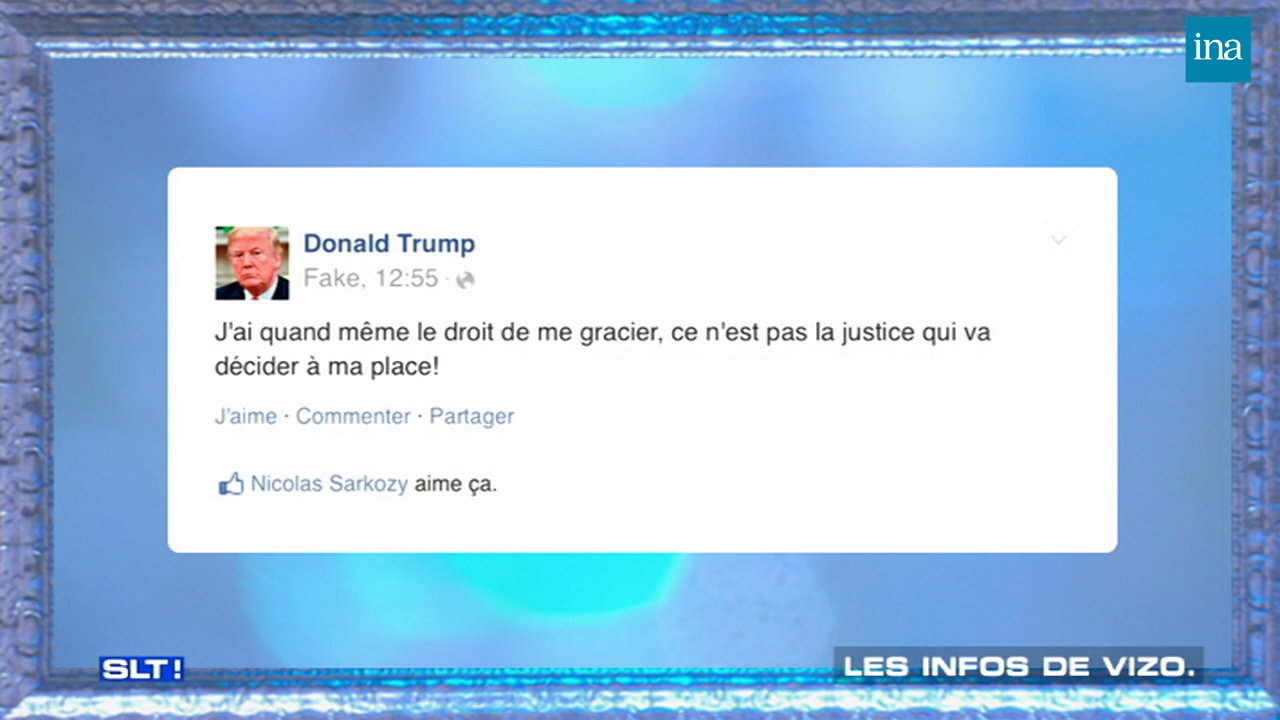 ina
Donald Trump
Fake, 12:55 ·
J'ai quand même le droit de me gracier, ce n'est pas la justice qui va
décider à ma place!
J'aime · Commenter · Partager
Nicolas Sarkozy aime ça.
SLT!
LES INFOS DE VIZO.